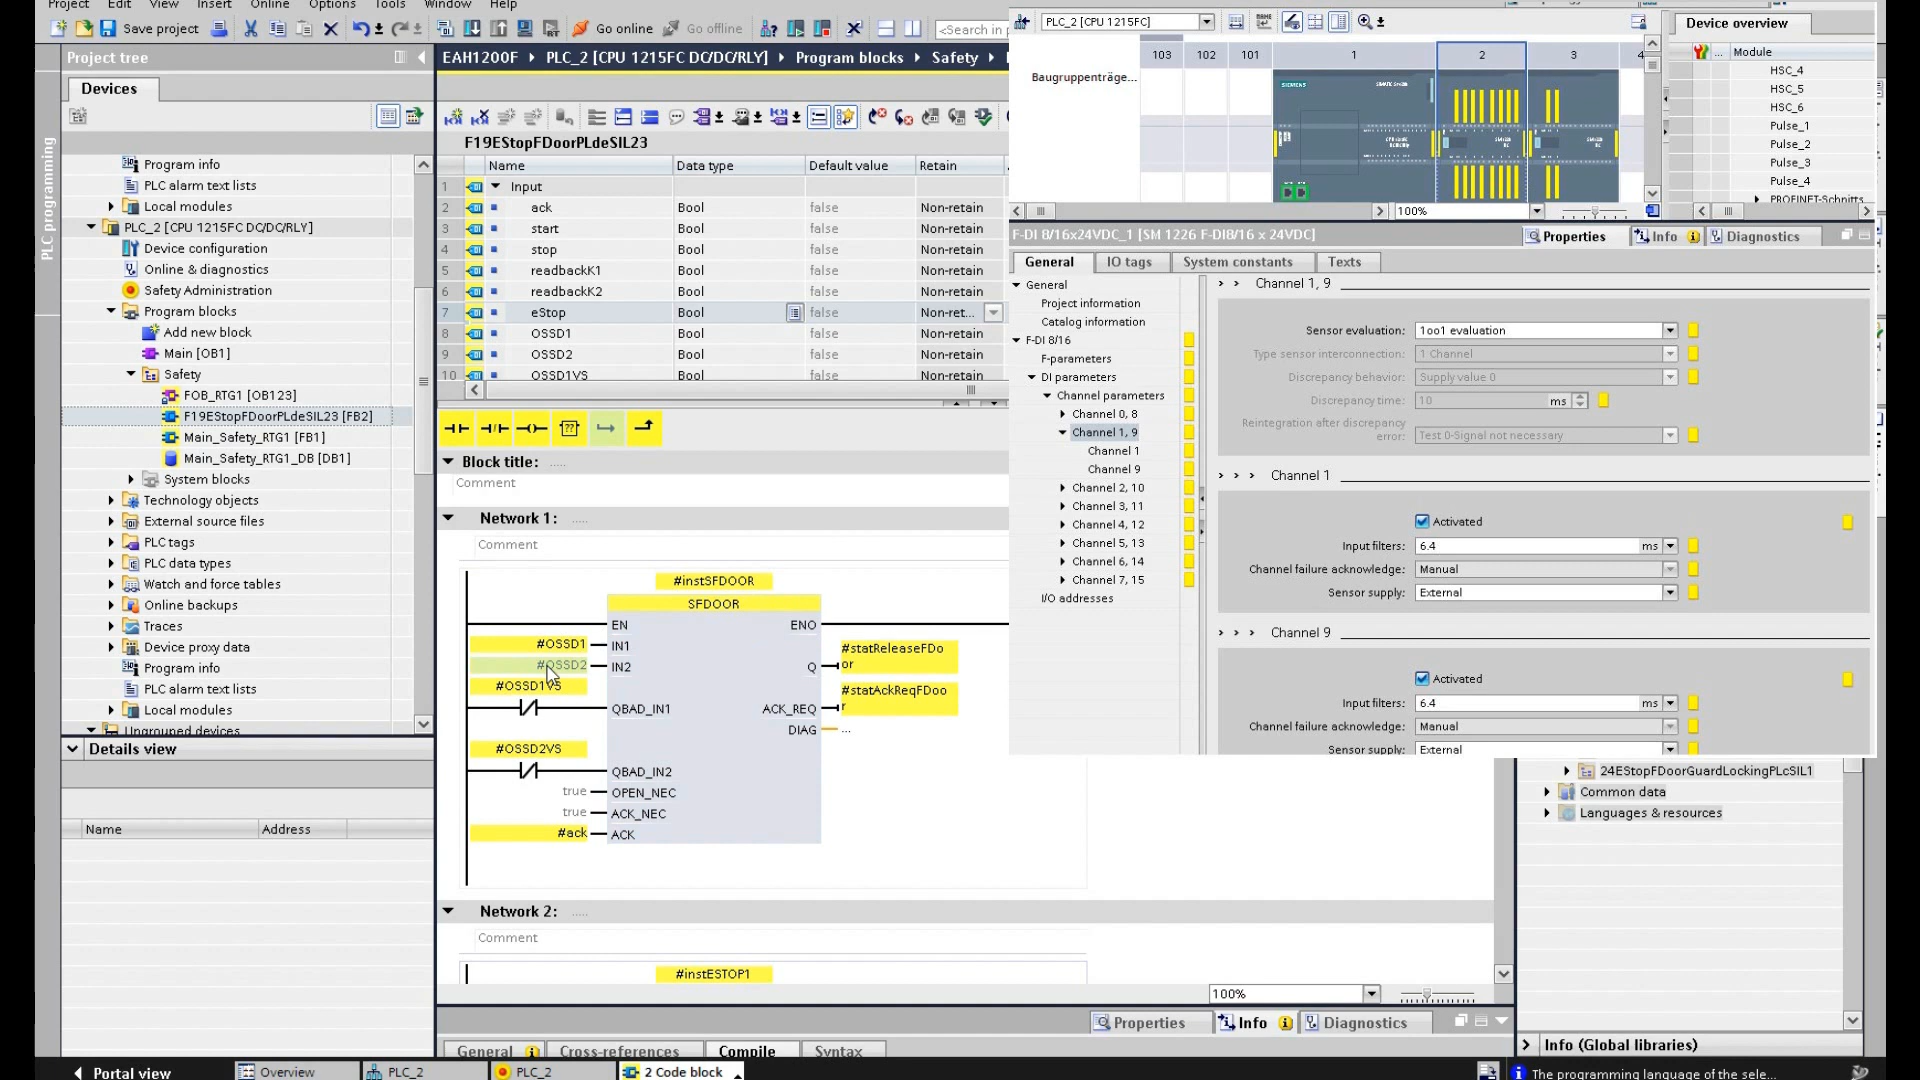 Project Edit View Insert Online Options Tools Window Help
Save project
Go online
Go offline
<Search in
Project tree
Devices
PLC programming
Program info
PLC alarm text lists
Local modules
PLC_2 [CPU 1215FC DC/DC/RLY]
Device configuration
Online & diagnostics
Safety Administration
Program blocks
Add new block
Main [OB1]
Safety
FOB_RTG1 [OB123]
F19EStopFDoorPLdeSIL23 [FB2]
Main_Safety_RTG1 [FB1]
Main_Safety_RTG1_DB [DB1]
System blocks
Technology objects
External source files
PLC tags
PLC data types
Watch and force tables
Online backups
Traces
Device proxy data
Program info
PLC alarm text lists
Local modules
Ungrouped devices
Details view
Name Address
EAH1200F PLC_2 [CPU 1215FC DC/DC/RLY] Program blocks Safety
F19EStopFDoorPLdeSIL23
Name Data type Default value Retain
1 Input
2 ack Bool false Non-retain
3 start Bool false Non-retain
4 stop Bool false Non-retain
5 readbackK1 Bool false Non-retain
6 readbackK2 Bool false Non-retain
7 eStop Bool false Non-ret...
8 OSSD1 Bool false Non-retain
9 OSSD2 Bool false Non-retain
10 OSSD1VS Bool false Non-retain
??
Block title: .....
Comment
Network 1: .....
Comment
#instSFDOOR
SFDOOR
EN ENO
#OSSD1 IN1
#OSSD2 IN2
Q #statReleaseFDo
or
#OSSD1VS
QBAD_IN1
ACK_REQ #statAckReqFDoo
r
DIAG ...
#OSSD2VS
QBAD_IN2
true OPEN_NEC
true ACK_NEC
#ack ACK
Network 2: .....
Comment
#instESTOP1
100%
Properties Info Diagnostics
General Cross-references Compile Syntax
PLC_2 [CPU 1215FC]
103 102 101 1 2 3 4
Baugruppenträge...
SIEMENS
100%
Device overview
... Module
HSC_4
HSC_5
HSC_6
Pulse_1
Pulse_2
Pulse_3
Pulse_4
PROFINET-Schnitts
F-DI 8/16x24VDC_1 [SM 1226 F-DI8/16 x 24VDC]
Properties Info Diagnostics
General IO tags System constants Texts
General
Project information
Catalog information
F-DI 8/16
F-parameters
DI parameters
Channel parameters
Channel 0, 8
Channel 1, 9
Channel 1
Channel 9
Channel 2, 10
Channel 3, 11
Channel 4, 12
Channel 5, 13
Channel 6, 14
Channel 7, 15
I/O addresses
> > Channel 1, 9
Sensor evaluation: 1oo1 evaluation
Type sensor interconnection: 1 Channel
Discrepancy behavior: Supply value 0
Discrepancy time: 10 ms
Reintegration after discrepancy
error: Test 0-Signal not necessary
> > > Channel 1
Activated
Input filters: 6.4 ms
Channel failure acknowledge: Manual
Sensor supply: External
> > > Channel 9
Activated
Input filters: 6.4 ms
Channel failure acknowledge: Manual
Sensor supply: External
24EStopFDoorGuardLockingPLcSIL1
Common data
Languages & resources
Info (Global libraries)
Portal view
Overview
PLC_2
PLC_2
2 Code block
The programming language of the sele...